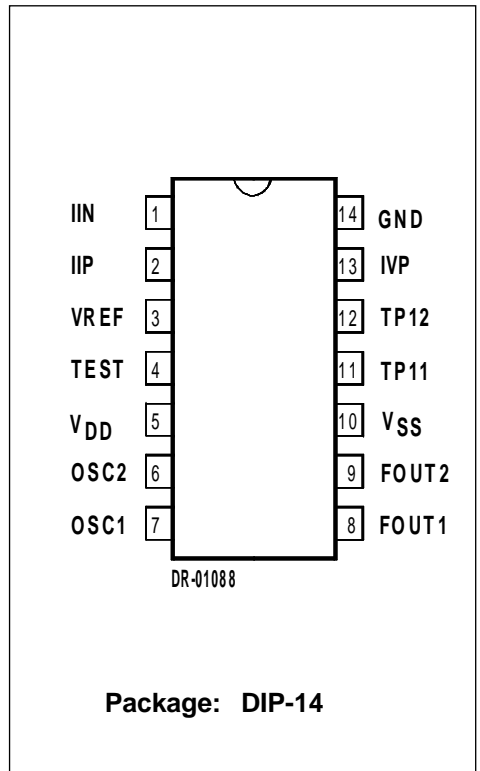 IIN 1 14 GND
IIP 2 13 IVP
VREF 3 12 TP12
TEST 4 11 TP11
VDD 5 10 VSS
OSC2 6 9 FOUT2
OSC1 7 8 FOUT1
DR-01088
Package: DIP-14